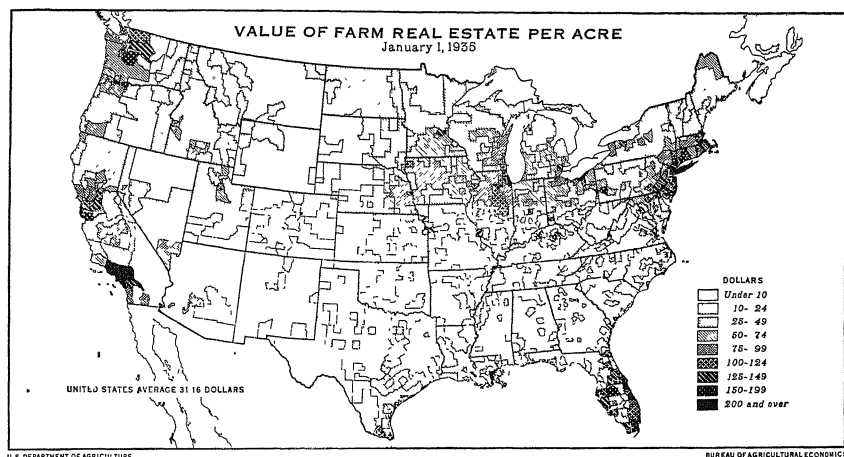 VALUE OF FARM REAL ESTATE PER ACRE
January 1, 1935
DOLLARS
Under 10
10- 24
25- 49
50- 74
75- 99
100-124
125-149
150-199
200 and over
UNITED STATES AVERAGE 31 16 DOLLARS
U. S. DEPARTMENT OF AGRICULTURE
BUREAU OF AGRICULTURAL ECONOMICS